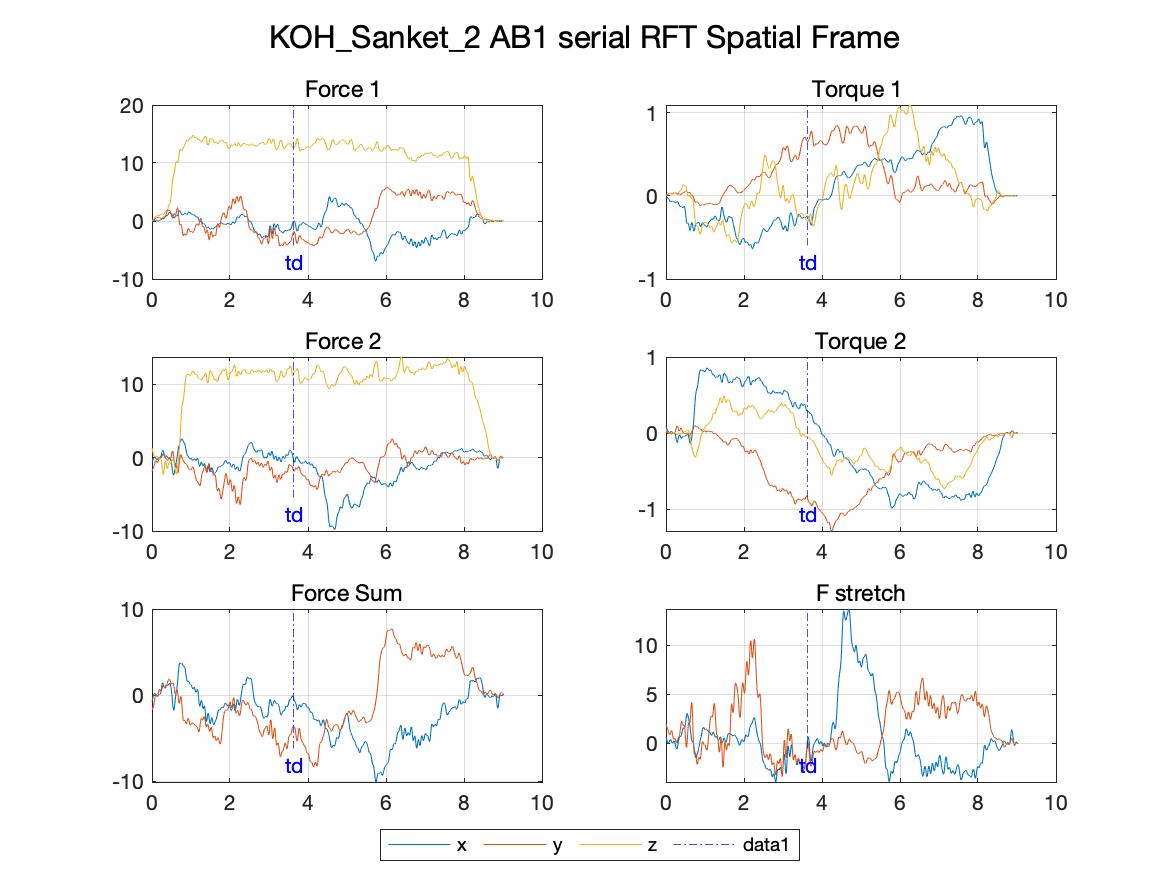 KOH_Sanket_2 AB1 serial RFT Spatial Frame
Force 1
20
10
0
-10
td
0 2 4 6 8 10
Torque 1
1
0
-1
td
0 2 4 6 8 10
Force 2
10
0
-10
td
0 2 4 6 8 10
Torque 2
1
0
-1
td
0 2 4 6 8 10
Force Sum
10
0
-10
td
0 2 4 6 8 10
F stretch
10
5
0
td
0 2 4 6 8 10
x y z data1